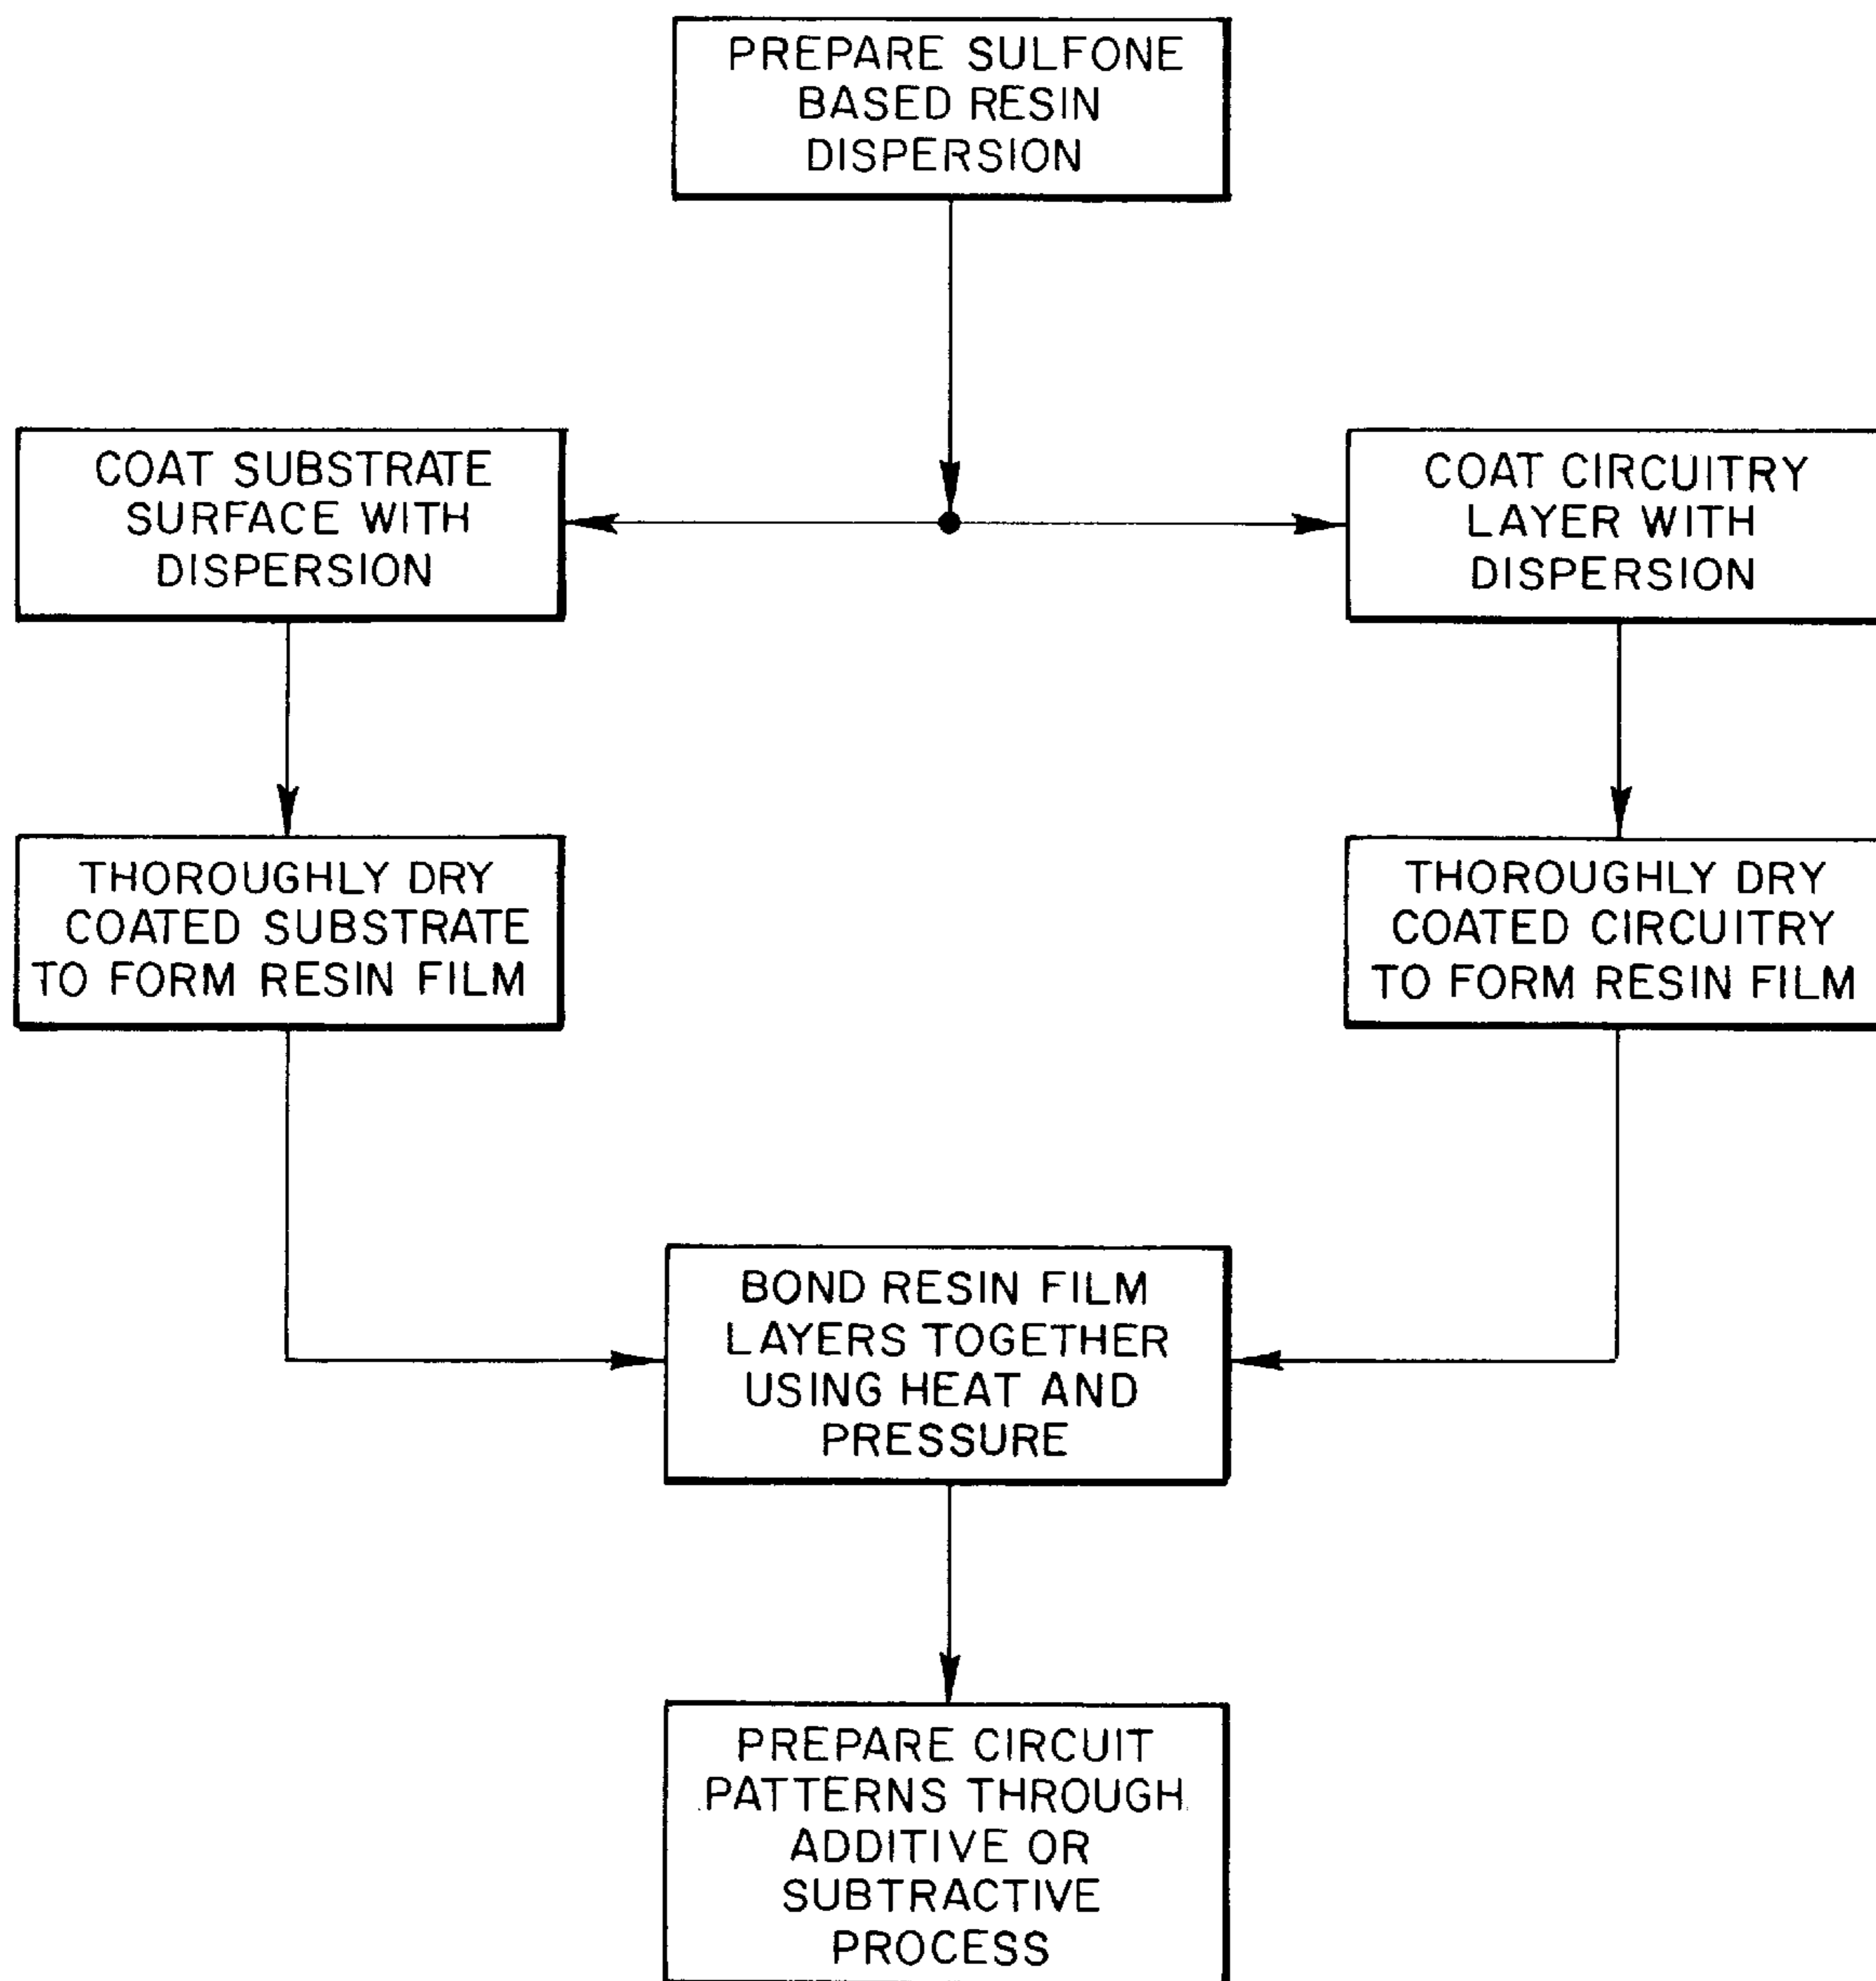 PREPARE SULFONE
BASED RESIN
DISPERSION
COAT SUBSTRATE
SURFACE WITH
DISPERSION
COAT CIRCUITRY
LAYER WITH
DISPERSION
THOROUGHLY DRY
COATED SUBSTRATE
TO FORM RESIN FILM
THOROUGHLY DRY
COATED CIRCUITRY
TO FORM RESIN FILM
BOND RESIN FILM
LAYERS TOGETHER
USING HEAT AND
PRESSURE
PREPARE CIRCUIT
PATTERNS THROUGH
ADDITIVE OR
SUBTRACTIVE
PROCESS